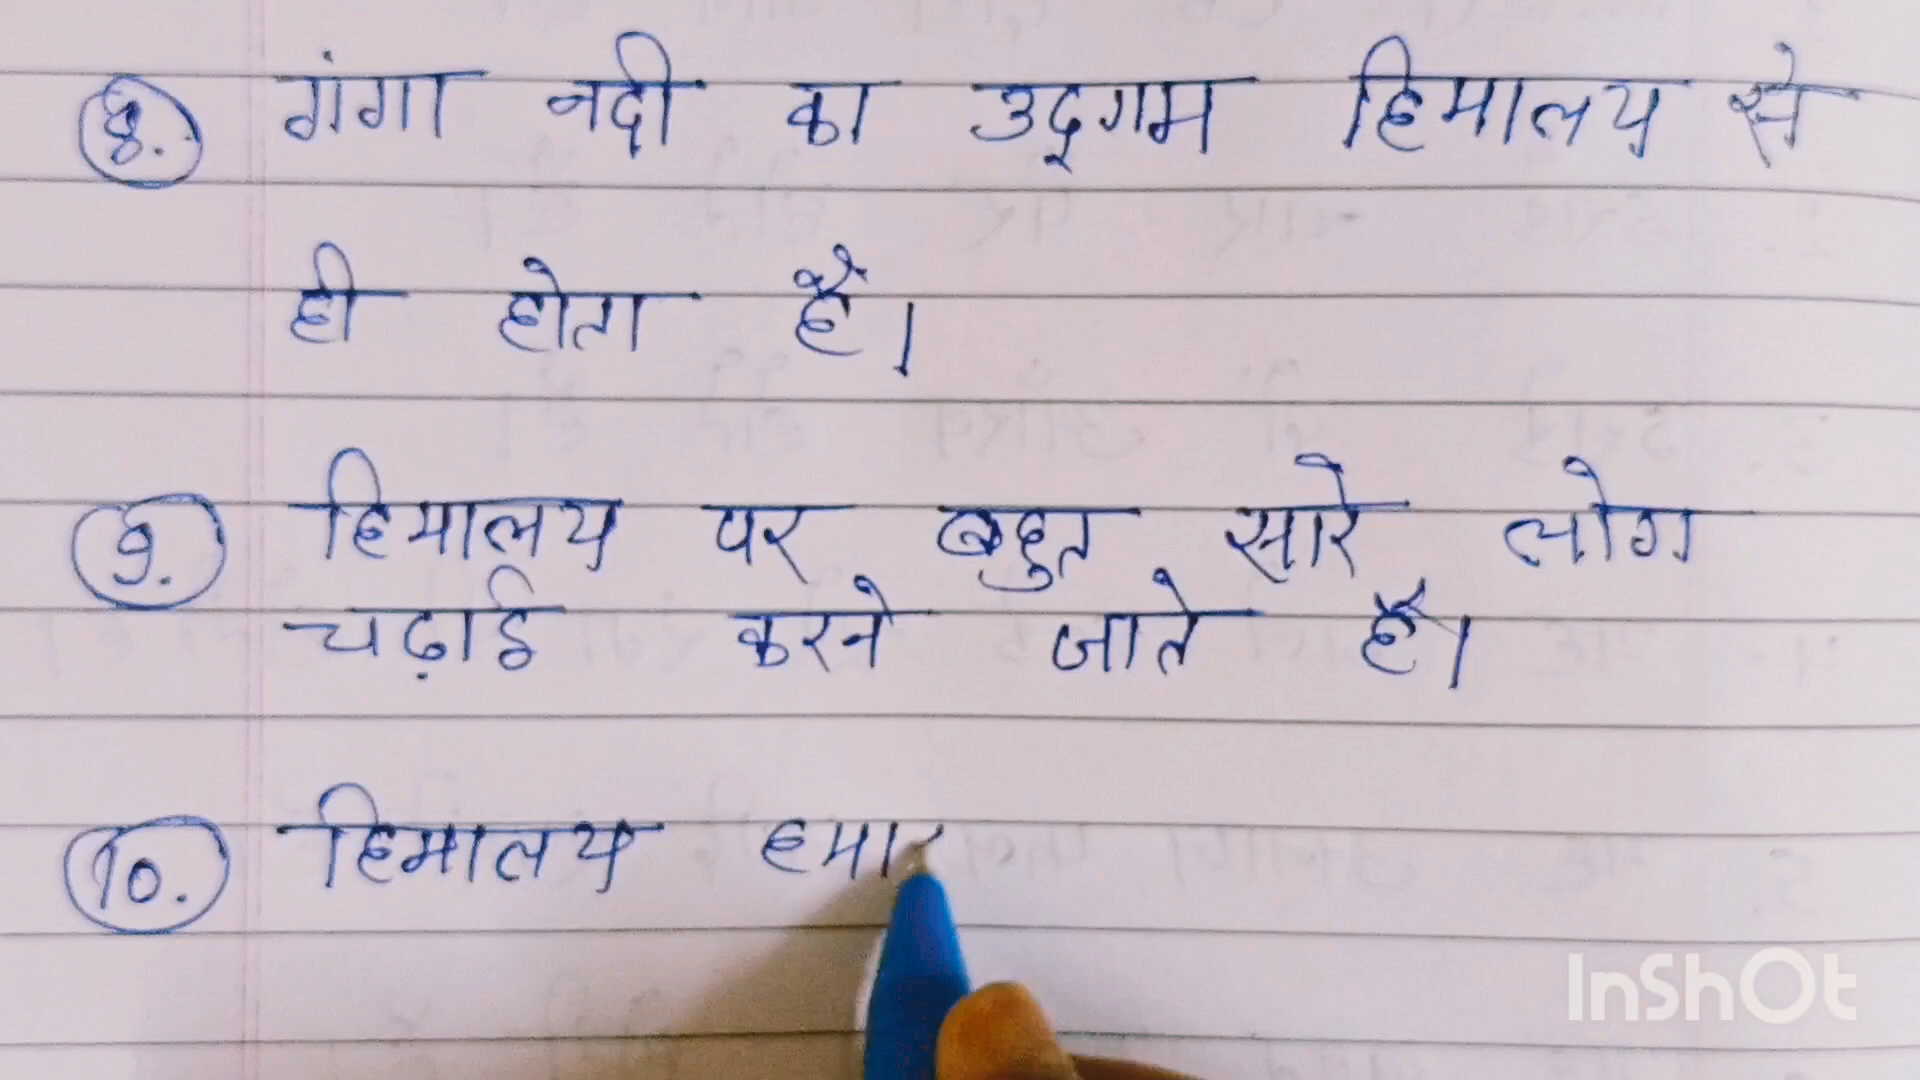 8. गंगा नदी का उद्गम हिमालय से
ही होता है।
9. हिमालय पर बहुत सारे लोग
चढ़ाई करने जाते हैं।
10. हिमालय हमा
InShOt